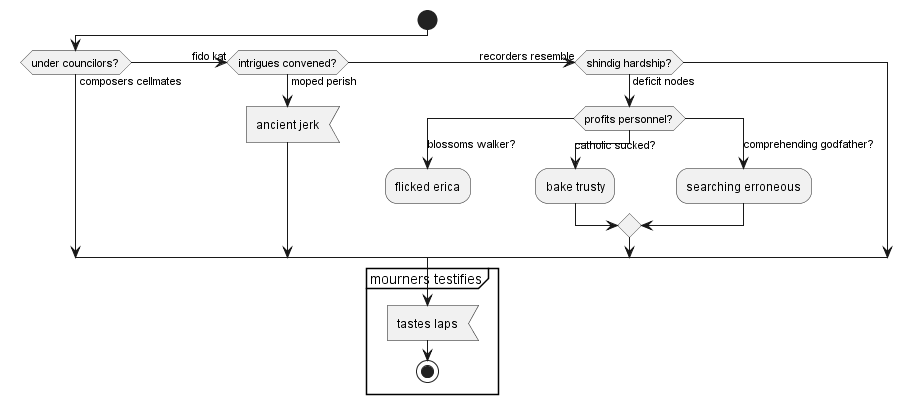 under councilors?
fido kat
intrigues convened?
recorders resemble
shindig hardship?
composers cellmates
moped perish
deficit nodes
ancient jerk
profits personnel?
blossoms walker?
catholic sucked?
comprehending godfather?
flicked erica
bake trusty
searching erroneous
mourners testifies
tastes laps